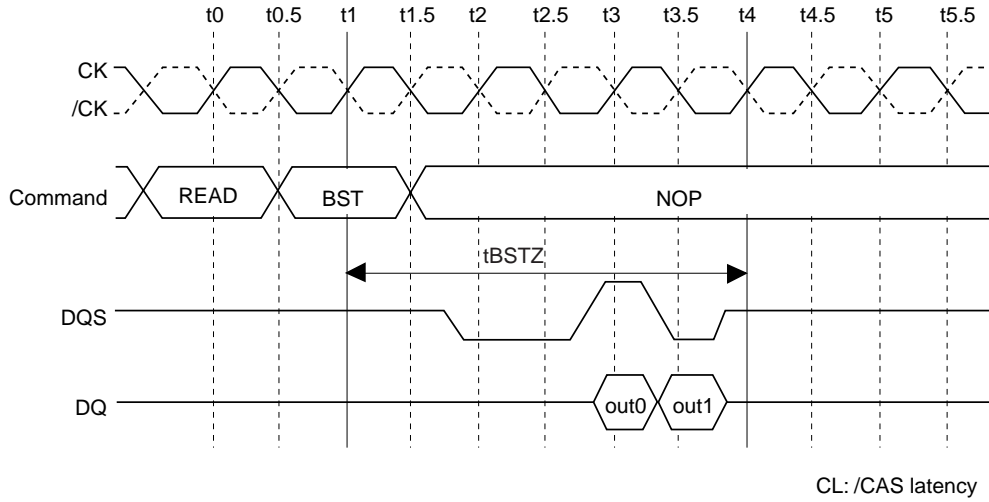 t0 t0.5 t1 t1.5 t2 t2.5 t3 t3.5 t4 t4.5 t5 t5.5
CK
/CK
Command READ BST NOP
tBSTZ
DQS
DQ out0 out1
CL: /CAS latency